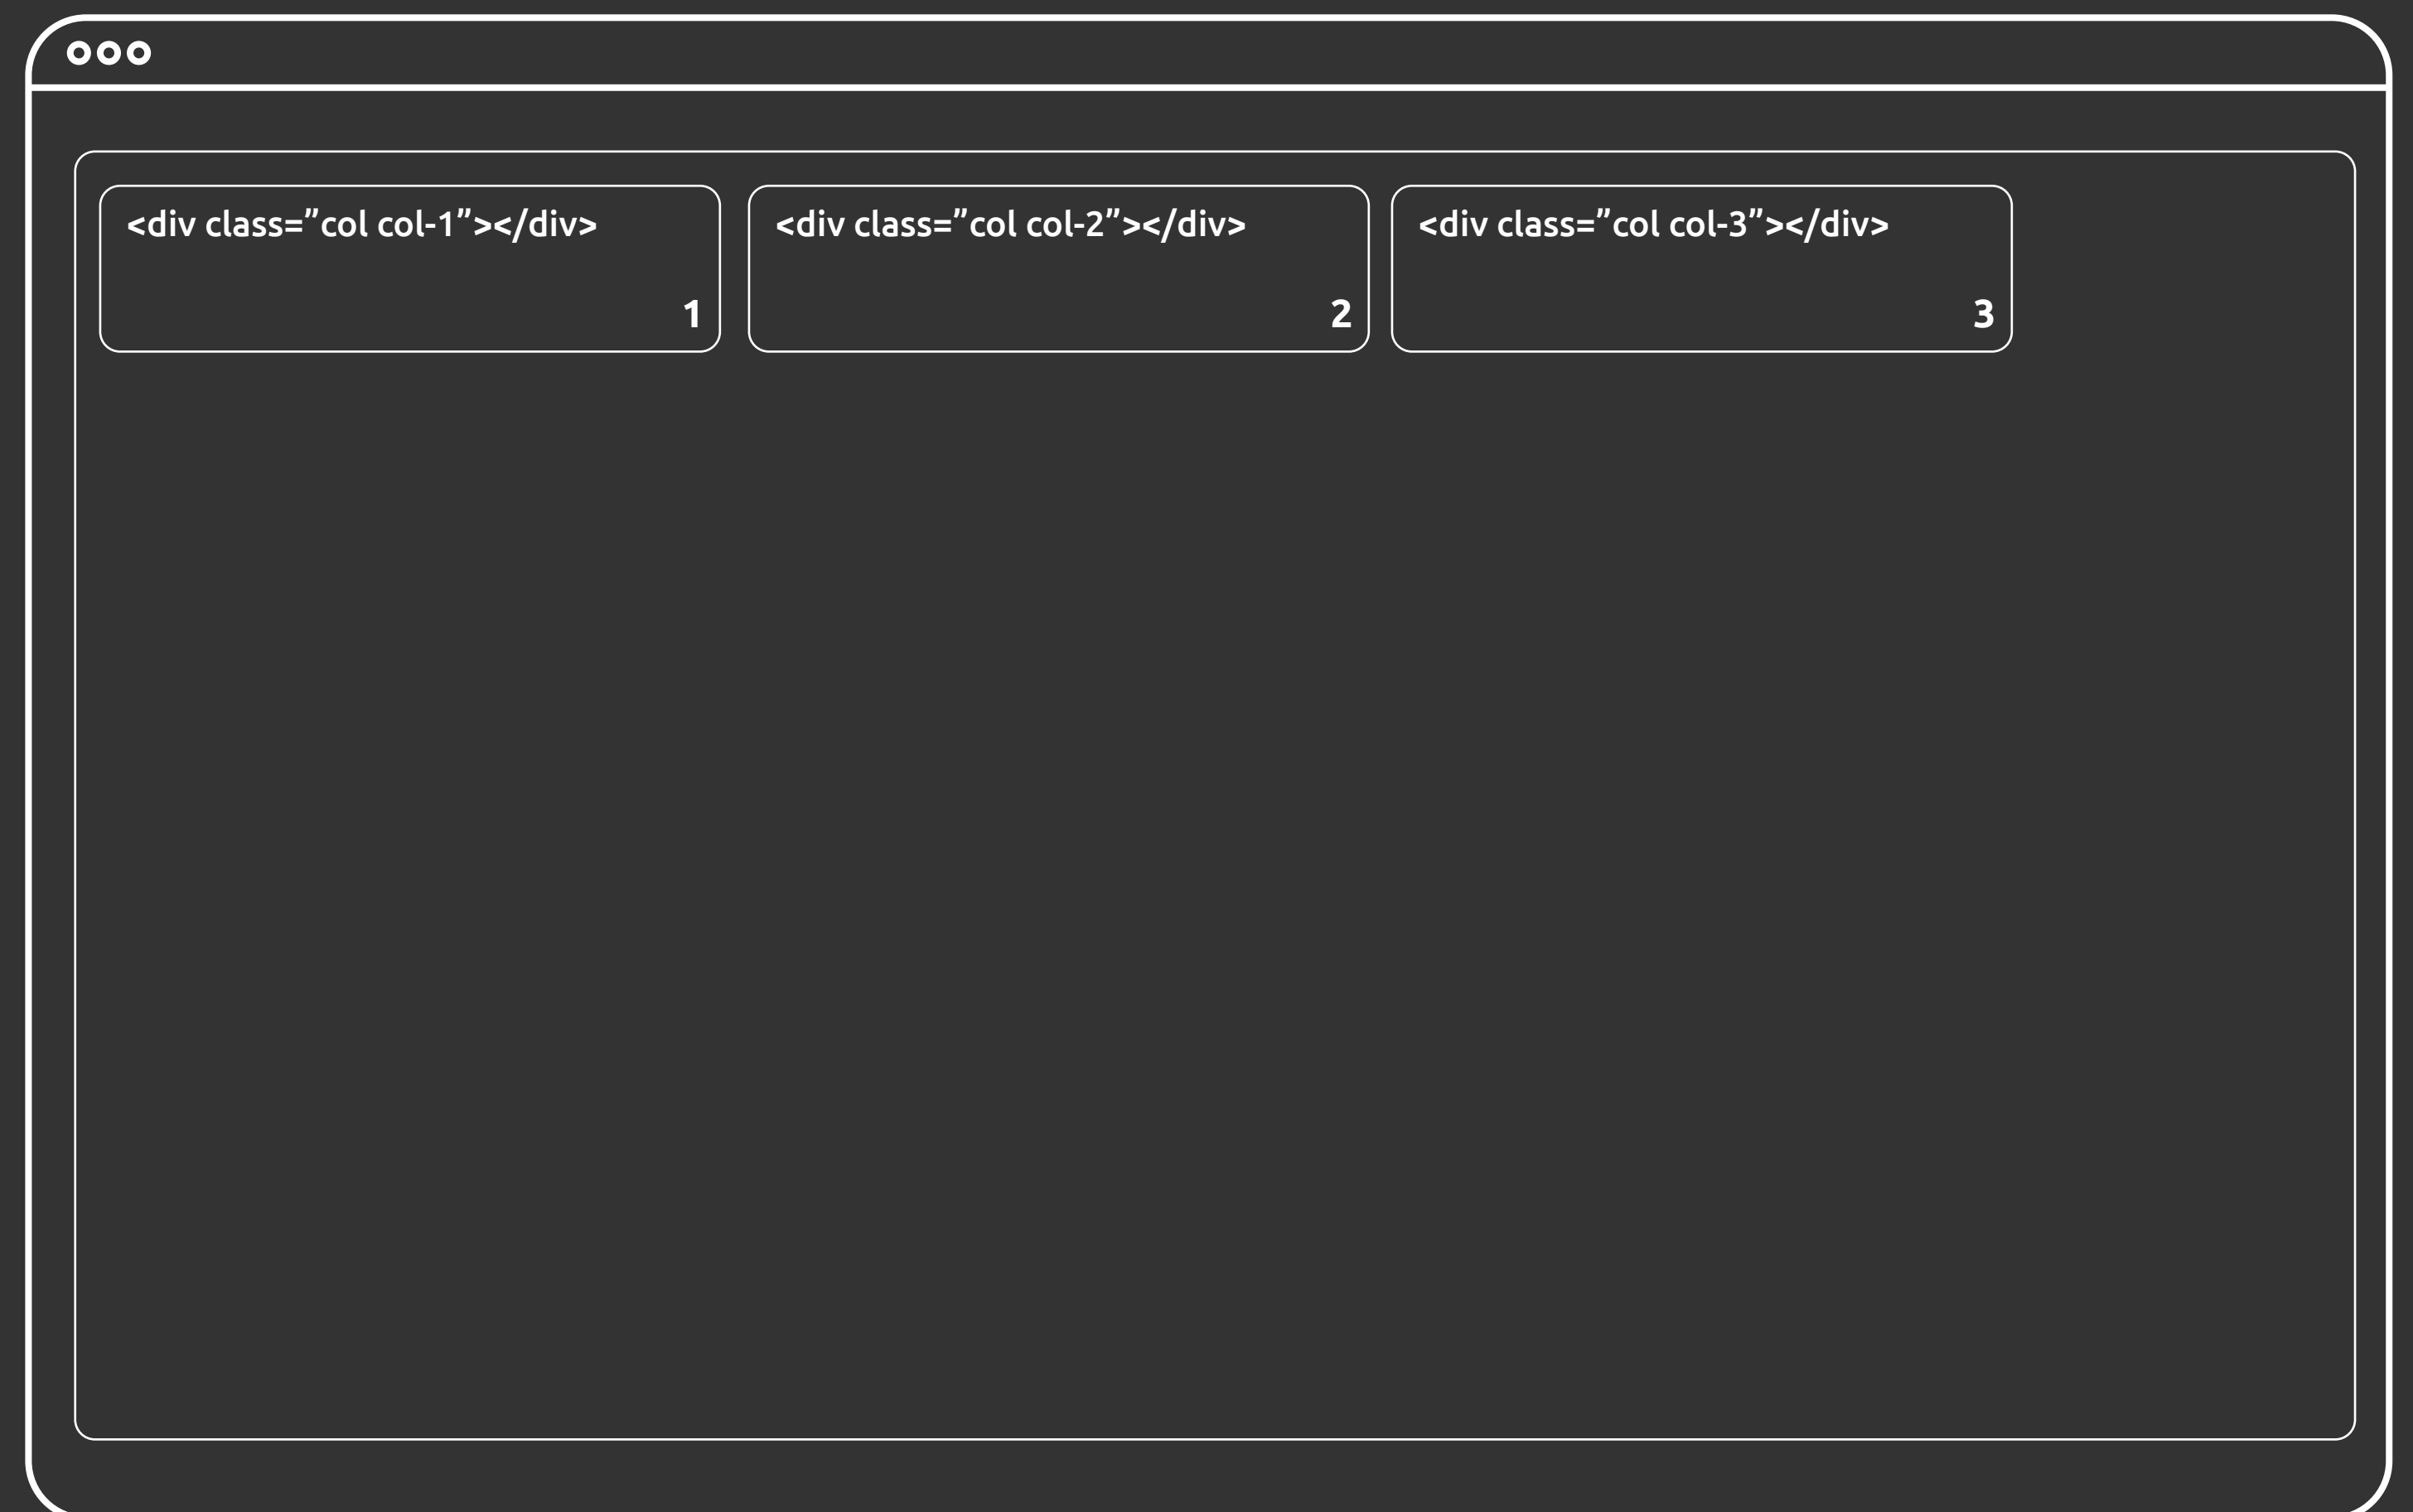 <div class=”col col-1”></div>
1
<div class=”col col-2”></div>
2
<div class=”col col-3”></div>
3